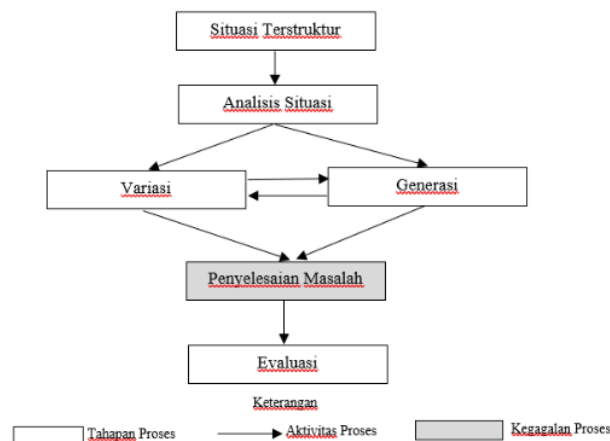 Situasi Terstruktur
Analisis Situasi
Variasi
Generasi
Penyelesaian Masalah
Evaluasi
Keterangan
Tahapan Proses
Aktivitas Proses
Kegagalan Proses